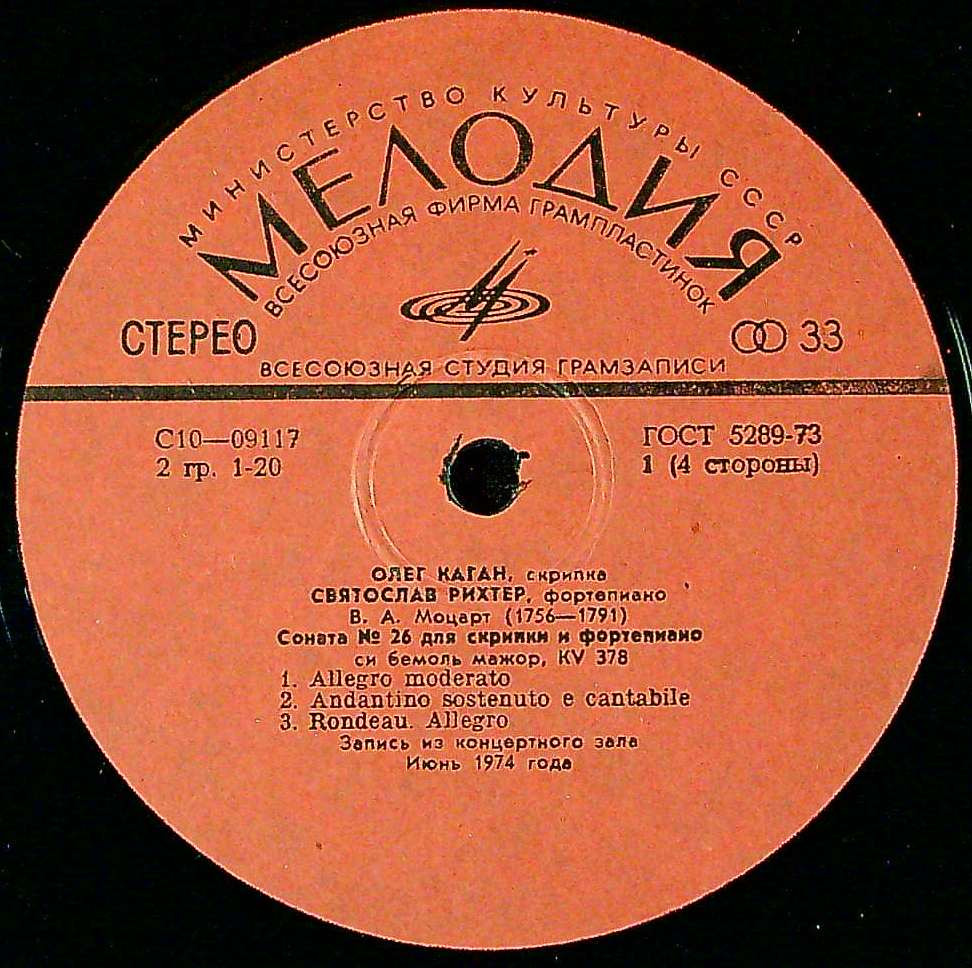 МИНИСТЕРСТВО КУЛЬТУРЫ СССР
МЕЛОДИЯ
ВСЕСОЮЗНАЯ ФИРМА ГРАМПЛАСТИНОК
СТЕРЕО
33
ВСЕСОЮЗНАЯ СТУДИЯ ГРАМЗАПИСИ
С10—09117
ГОСТ 5289-73
2 гр. 1-20
1 (4 стороны)
ОЛЕГ КАГАН, скрипка
СВЯТОСЛАВ РИХТЕР, фортепиано
В. А. Моцарт (1756—1791)
Соната № 26 для скрипки и фортепиано
си бемоль мажор, KV 378
1. Allegro moderato
2. Andantino sostenuto e cantabile
3. Rondeau. Allegro
Запись из концертного зала
Июнь 1974 года